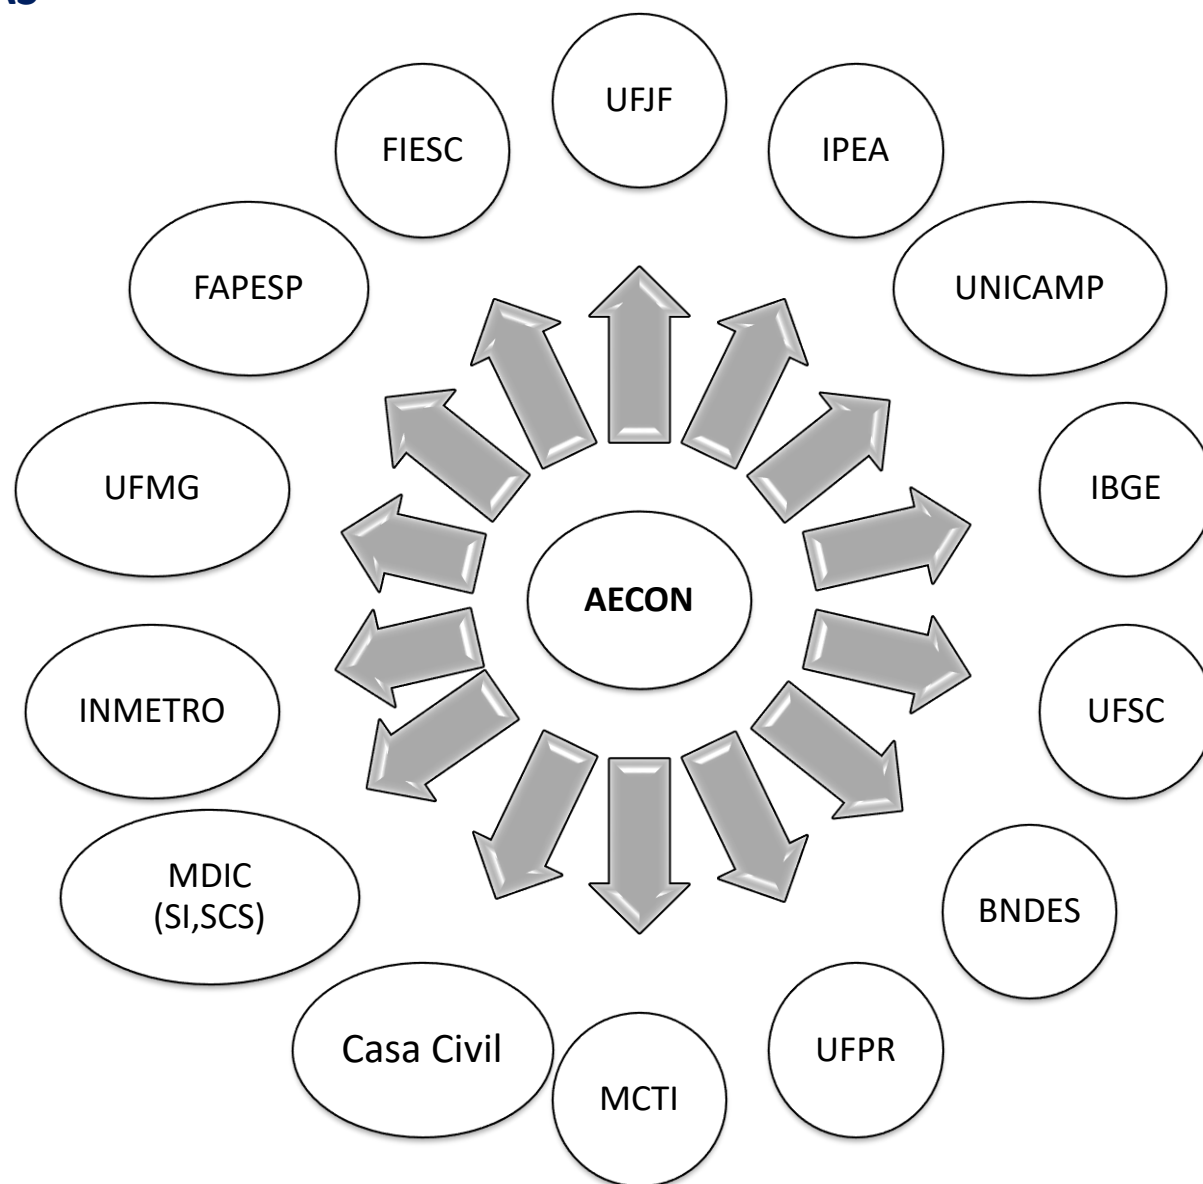 UFJF
FIESC
IPEA
FAPESP
UNICAMP
UFMG
IBGE
AECON
INMETRO
UFSC
MDIC
(SI,SCS)
BNDES
Casa Civil
UFPR
MCTI